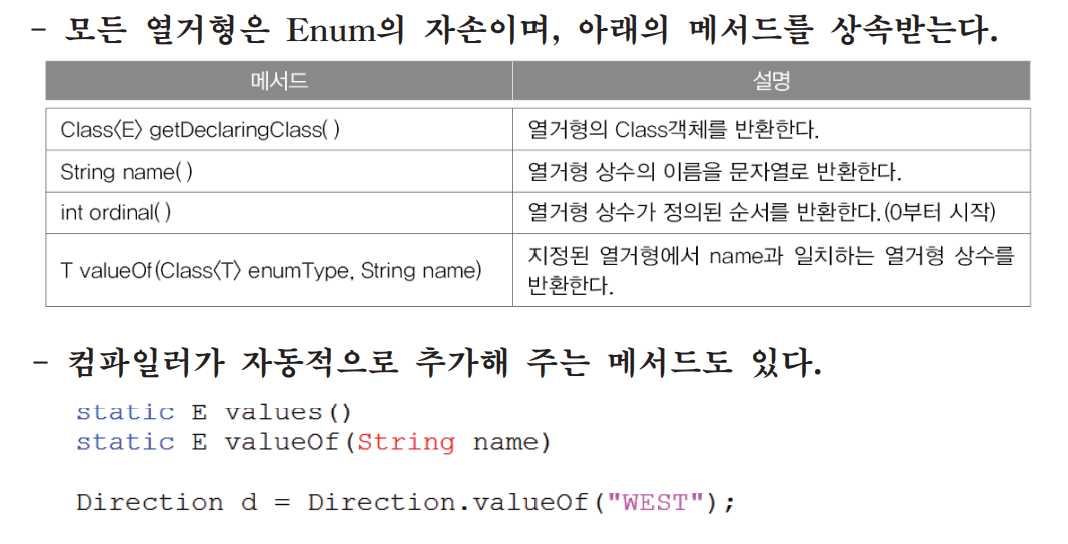 - 모든 열거형은 Enum의 자손이며, 아래의 메서드를 상속받는다.
메서드 설명
Class〈E〉 getDeclaringClass( ) 열거형의 Class객체를 반환한다.
String name( ) 열거형 상수의 이름을 문자열로 반환한다.
int ordinal( ) 열거형 상수가 정의된 순서를 반환한다.(0부터 시작)
T valueOf(Class〈T〉 enumType, String name) 지정된 열거형에서 name과 일치하는 열거형 상수를
반환한다.
- 컴파일러가 자동적으로 추가해 주는 메서드도 있다.
static E values()
static E valueOf(String name)
Direction d = Direction.valueOf("WEST");